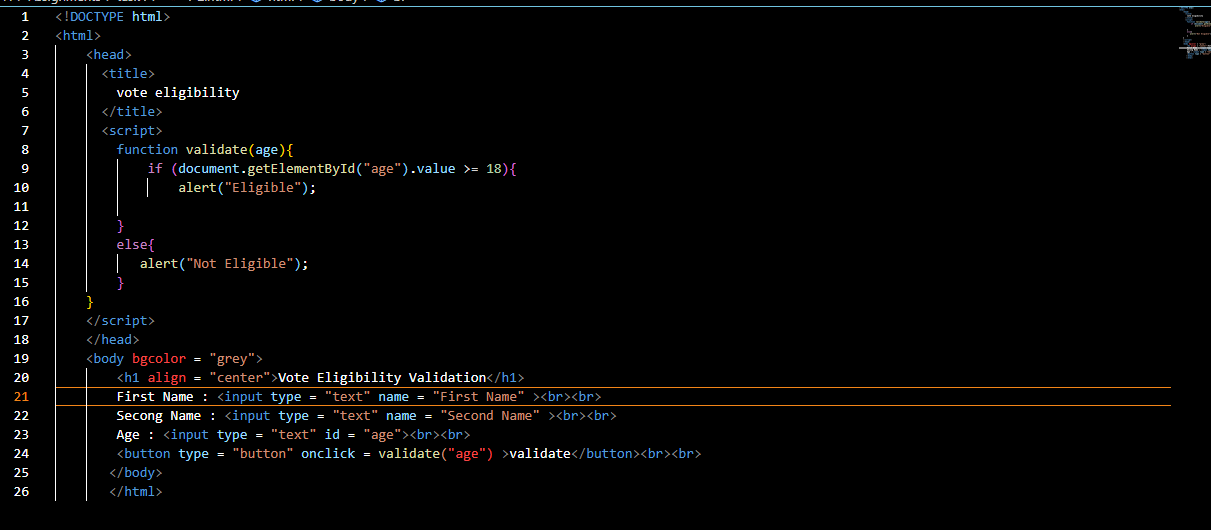 1 <!DOCTYPE html>
2 <html>
3 <head>
4 <title>
5 vote eligibility
6 </title>
7 <script>
8 function validate(age){
9 if (document.getElementById("age").value >= 18){
10 alert("Eligible");
11
12 }
13 else{
14 alert("Not Eligible");
15 }
16 }
17 </script>
18 </head>
19 <body bgcolor = "grey">
20 <h1 align = "center">Vote Eligibility Validation</h1>
21 First Name : <input type = "text" name = "First Name" ><br><br>
22 Secong Name : <input type = "text" name = "Second Name" ><br><br>
23 Age : <input type = "text" id = "age"><br><br>
24 <button type = "button" onclick = validate("age") >validate</button><br><br>
25 </body>
26 </html>